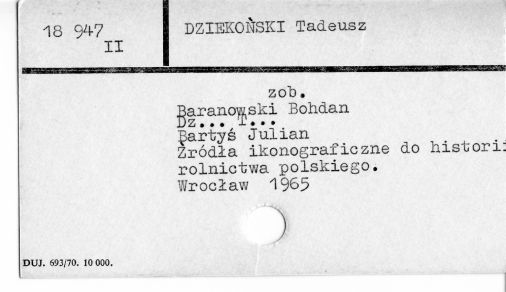 18 947
II
DZIEKOŃSKI Tadeusz
zob.
Baranowski Bohdan
Dz... T...
Bartyś Julian
Źródła ikonograficzne do historii
rolnictwa polskiego.
Wrocław 1965
DUJ. 693/70. 10 000.